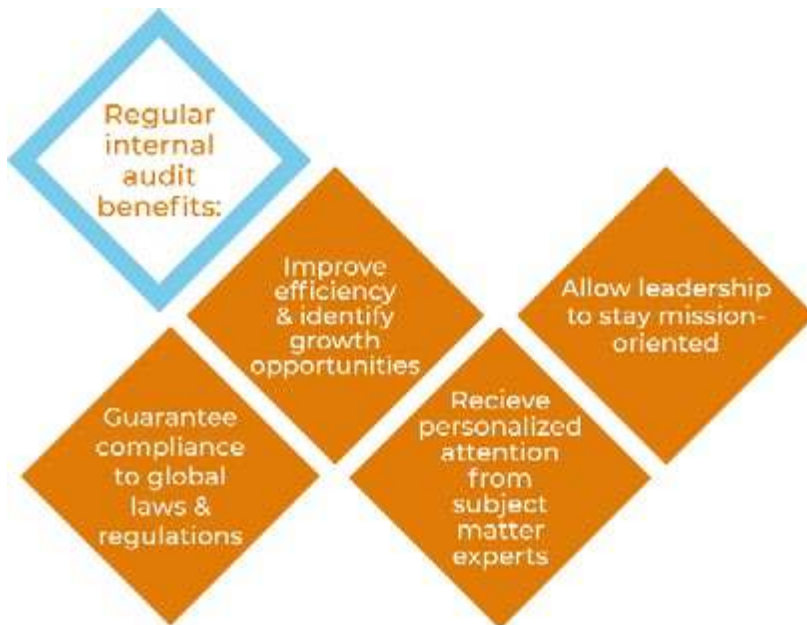 Regular
internal
audit
benefits:
Improve
efficiency
& identify
growth
opportunities
Allow leadership
to stay mission-
oriented
Guarantee
compliance
to global
laws &
regulations
Recieve
personalized
attention
from
subject
matter
experts